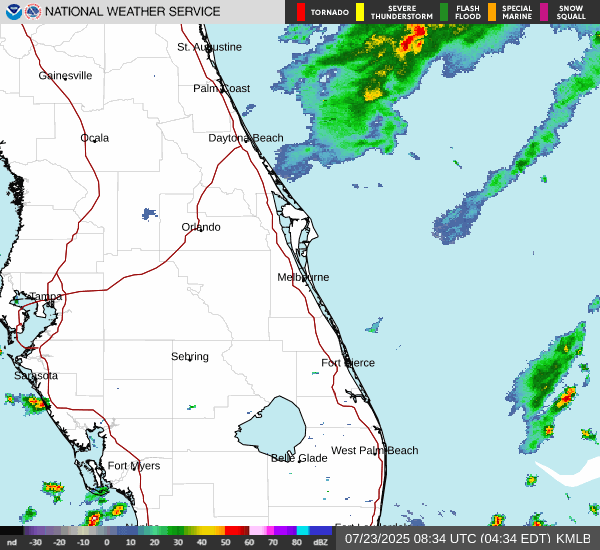 NATIONAL WEATHER SERVICE
TORNADO
SEVERE THUNDERSTORM
FLASH FLOOD
SPECIAL MARINE
SNOW SQUALL
St. Augustine
Gainesville
Palm Coast
Ocala
Daytona Beach
Orlando
Melbourne
Tampa
Sebring
Fort Pierce
Sarasota
West Palm Beach
Belle Glade
Fort Myers
nd -30 -20 -10 0 10 20 30 40 50 60 70 80 dBZ
07/23/2025 08:34 UTC (04:34 EDT) KMLB